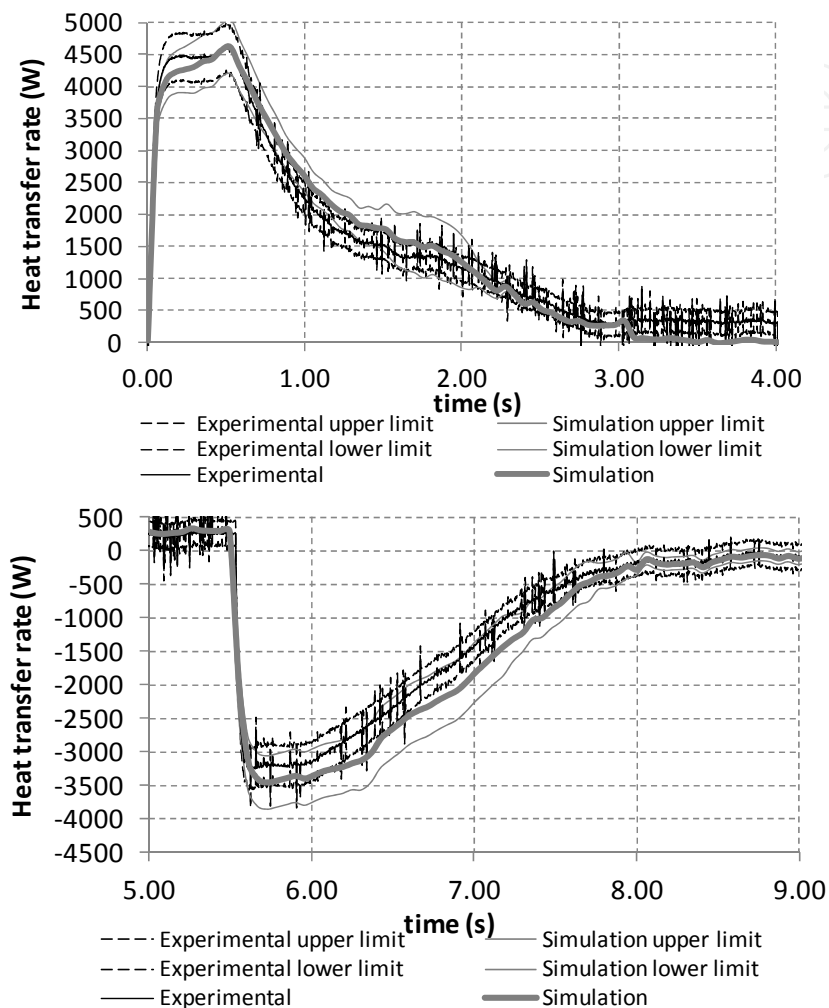 Heat transfer rate (W)
5000
4500
4000
3500
3000
2500
2000
1500
1000
500
0
0.00 1.00 2.00 3.00 4.00
time (s)
Experimental upper limit Simulation upper limit
Experimental lower limit Simulation lower limit
Experimental Simulation
Heat transfer rate (W)
500
0
-500
-1000
-1500
-2000
-2500
-3000
-3500
-4000
-4500
5.00 6.00 7.00 8.00 9.00
time (s)
Experimental upper limit Simulation upper limit
Experimental lower limit Simulation lower limit
Experimental Simulation